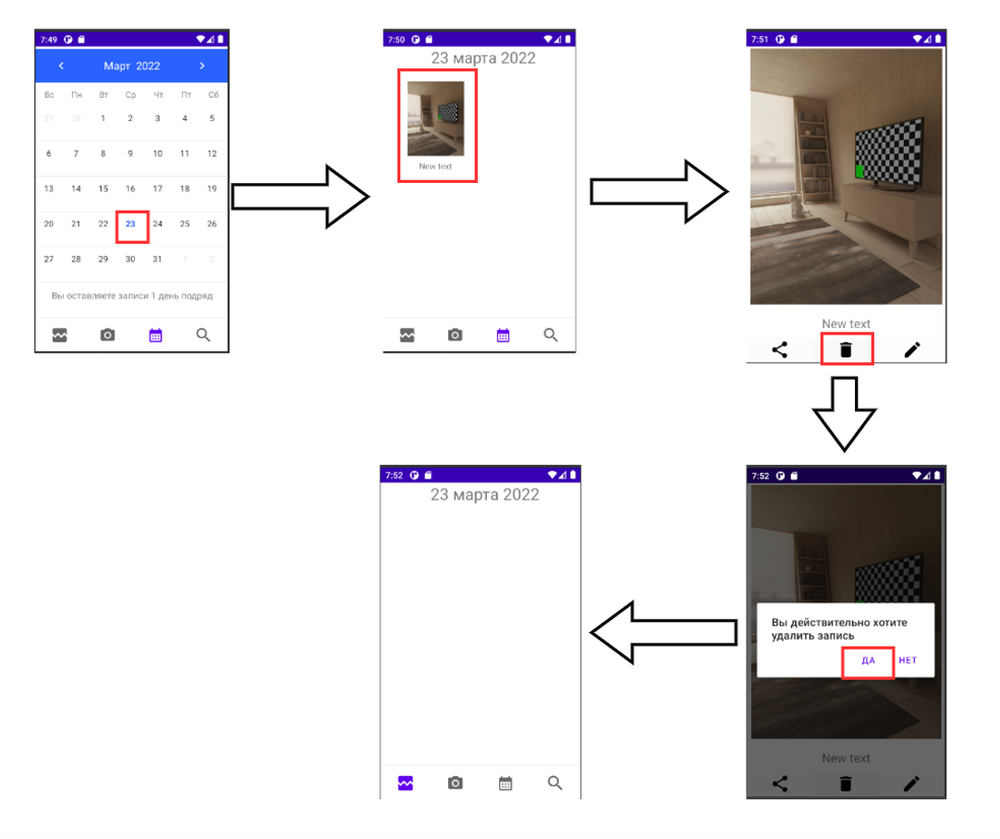 7:49
Март 2022
Вс Пн Вт Ср Чт Пт Сб
27 28 1 2 3 4 5
6 7 8 9 10 11 12
13 14 15 16 17 18 19
20 21 22 23 24 25 26
27 28 29 30 31 1 2
Вы оставляете записи 1 день подряд
7:50
23 марта 2022
New text
7:51
New text
7:52
23 марта 2022
7:52
Вы действительно хотите
удалить запись
ДА НЕТ
New text